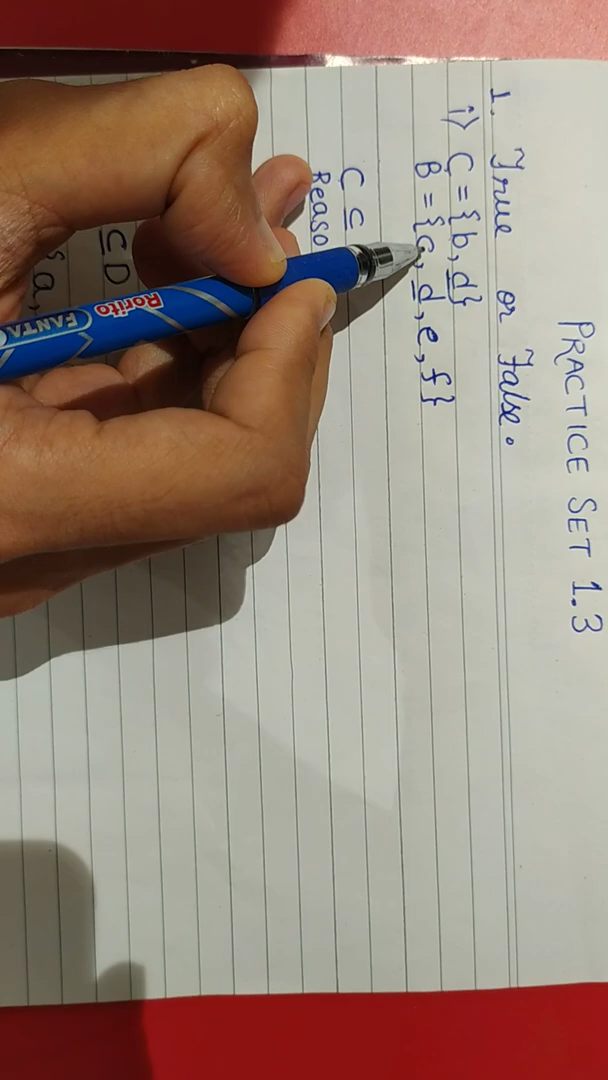 PRACTICE SET 1.3
1. True or False.
i) C = {b, d}
B = {c, d, e, f}
C ⊆
Reaso
⊆ D
{a,
Rorito
FANTA